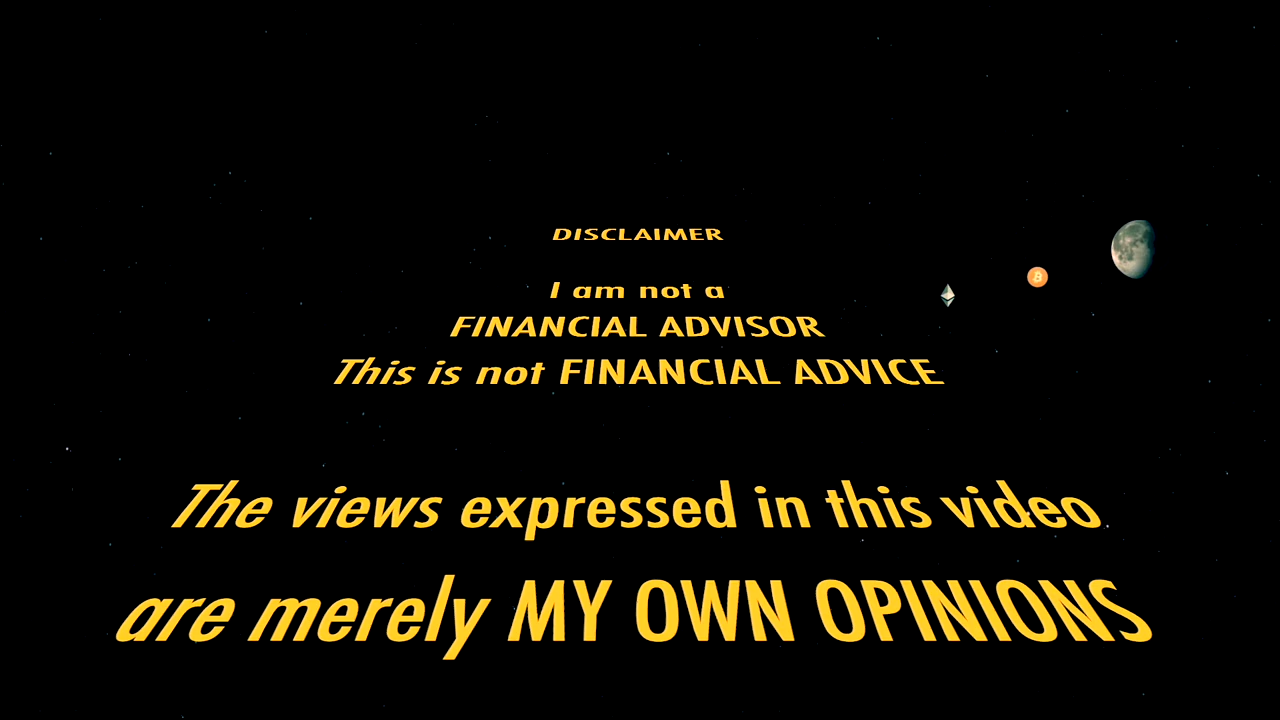 DISCLAIMER
I am not a
FINANCIAL ADVISOR
This is not FINANCIAL ADVICE
The views expressed in this video
are merely MY OWN OPINIONS